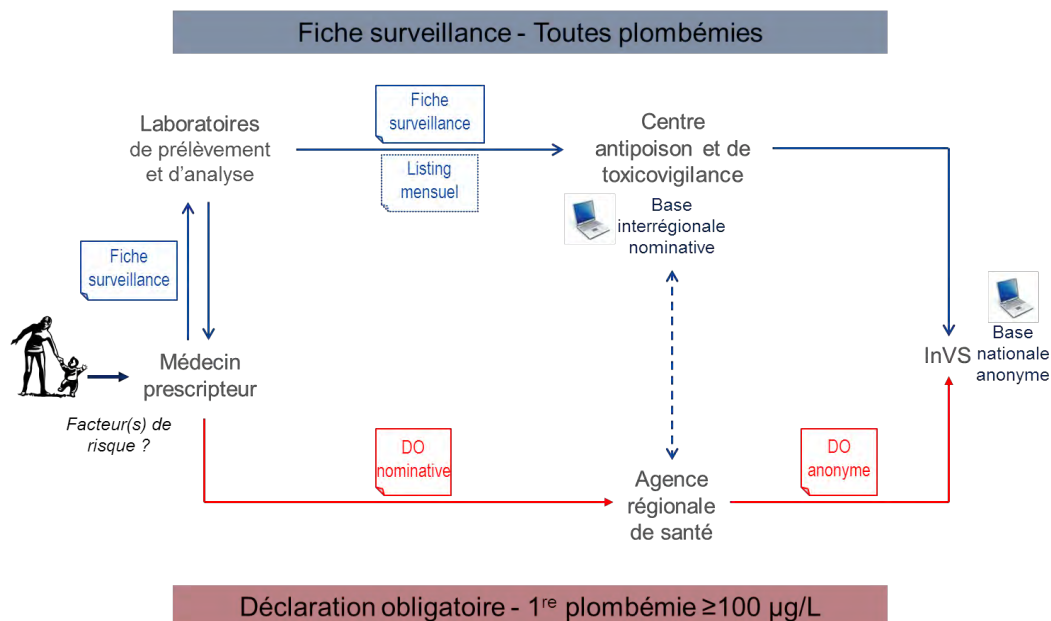 Fiche surveillance - Toutes plombémies
Fiche
surveillance
Laboratoires
de prélèvement
et d'analyse
Listing
mensuel
Centre
antipoison et de
toxicovigilance
Base
interrégionale
nominative
Fiche
surveillance
Médecin
prescripteur
Facteur(s) de
risque ?
InVS
Base
nationale
anonyme
DO
nominative
Agence
régionale
de santé
DO
anonyme
Déclaration obligatoire - 1re plombémie ≥100 µg/L